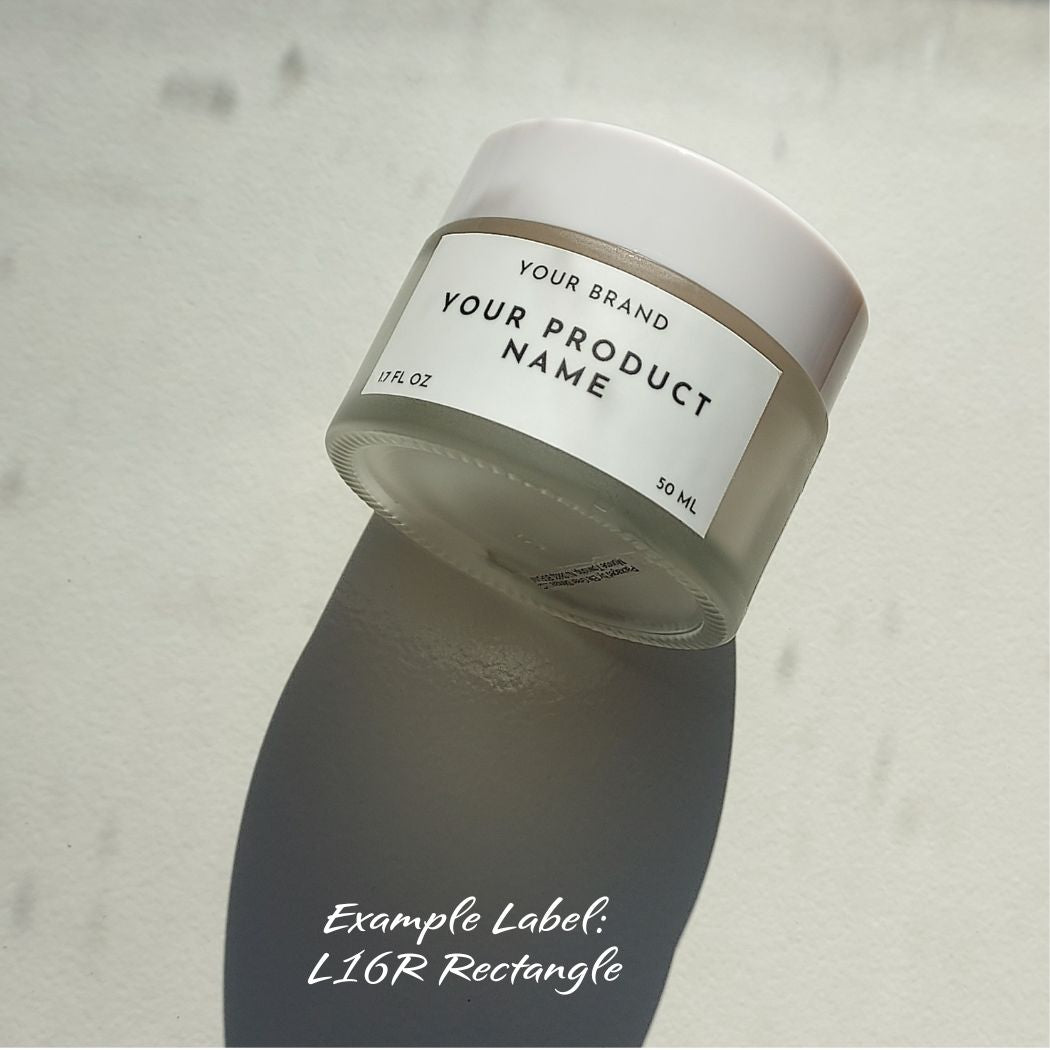 YOUR BRAND
YOUR PRODUCT
NAME
1.7 FL OZ
50 ML
Example Label:
L16R Rectangle